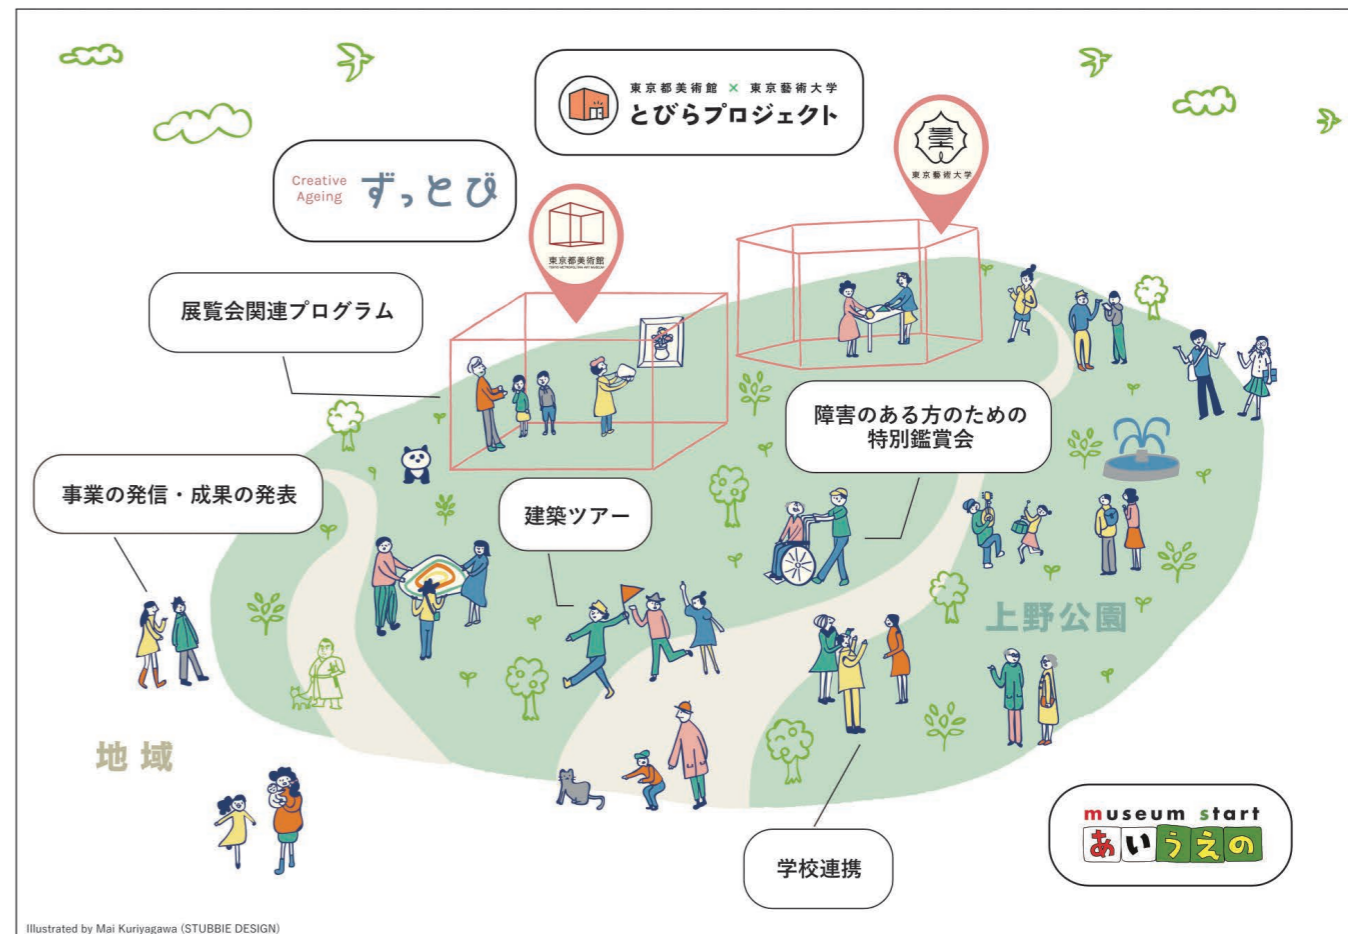 東京都美術館 × 東京藝術大学
とびらプロジェクト
東京藝術大学
Creative
Ageing
ずっとび
東京都美術館
TOKYO METROPOLITAN ART MUSEUM
展覧会関連プログラム
障害のある方のための
特別鑑賞会
事業の発信・成果の発表
建築ツアー
上野公園
地域
museum start
あいうえの
学校連携
Illustrated by Mai Kuriyagawa (STUBBIE DESIGN)